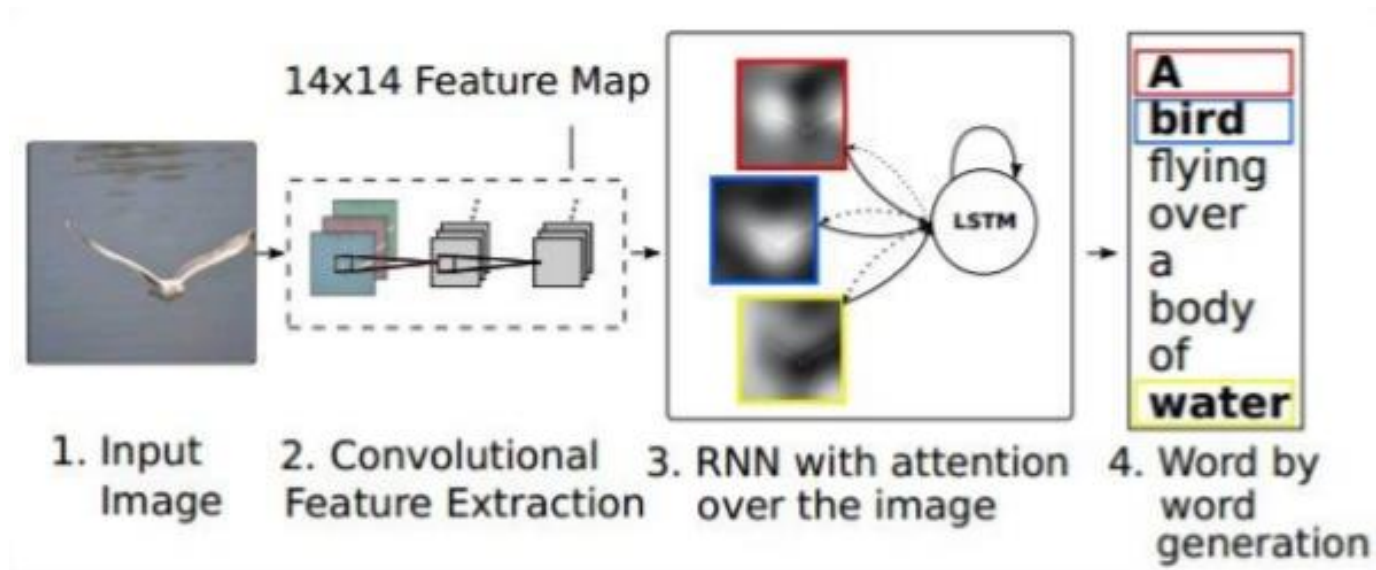 14x14 Feature Map
LSTM
A
bird
flying
over
a
body
of
water
1. Input
Image
2. Convolutional
Feature Extraction
3. RNN with attention
over the image
4. Word by
word
generation